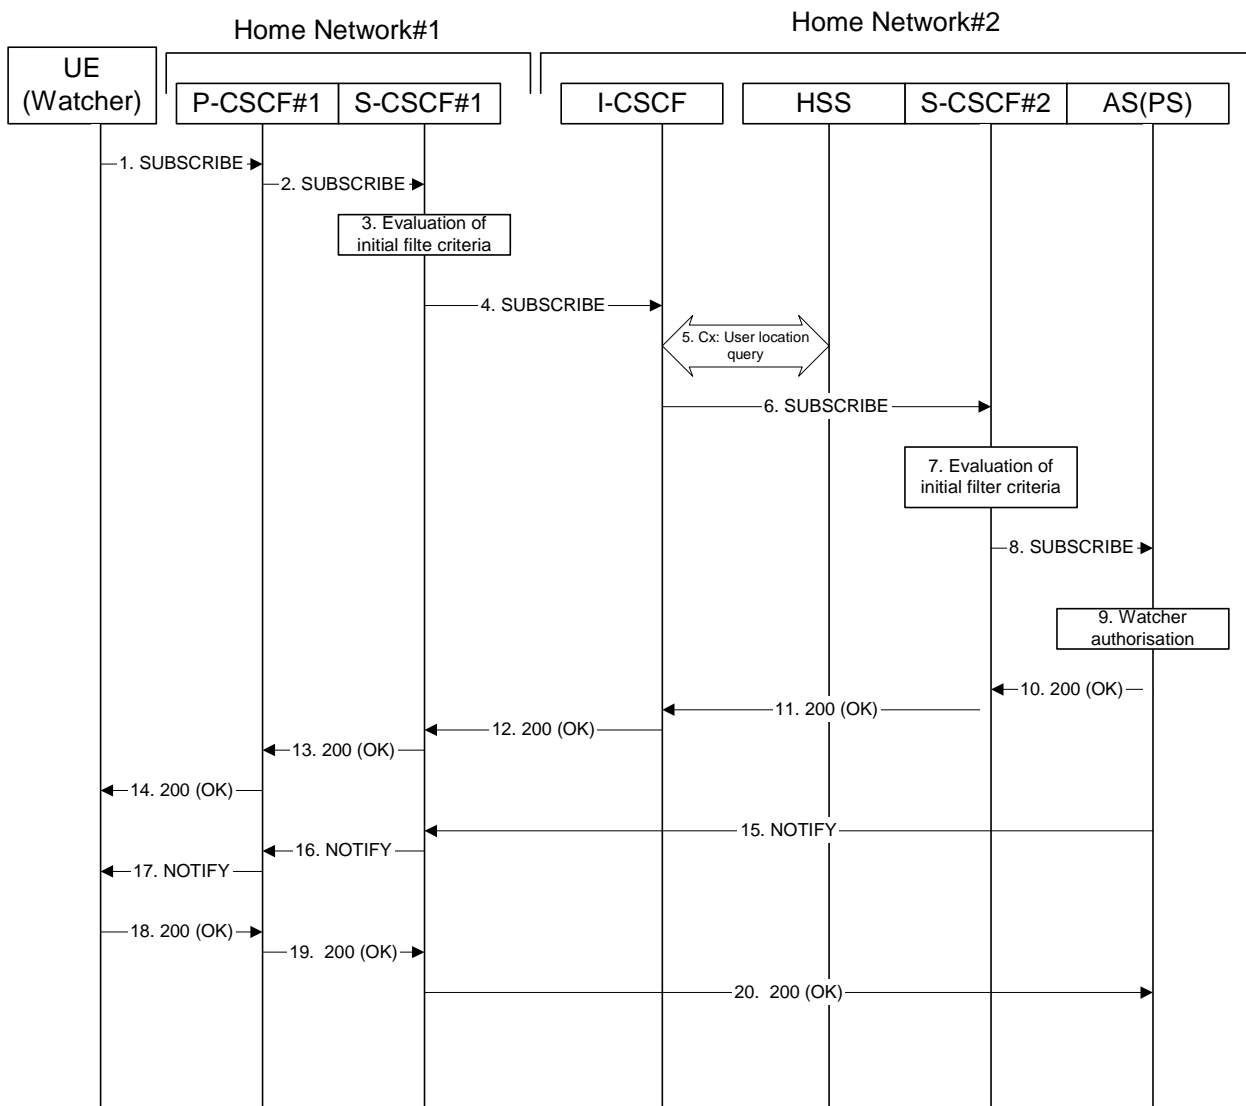 Home Network#1
Home Network#2
UE
(Watcher)
P-CSCF#1
S-CSCF#1
I-CSCF
HSS
S-CSCF#2
AS(PS)
1. SUBSCRIBE
2. SUBSCRIBE
3. Evaluation of
initial filte criteria
4. SUBSCRIBE
5. Cx: User location
query
6. SUBSCRIBE
7. Evaluation of
initial filter criteria
8. SUBSCRIBE
9. Watcher
authorisation
10. 200 (OK)
11. 200 (OK)
12. 200 (OK)
13. 200 (OK)
14. 200 (OK)
15. NOTIFY
16. NOTIFY
17. NOTIFY
18. 200 (OK)
19. 200 (OK)
20. 200 (OK)